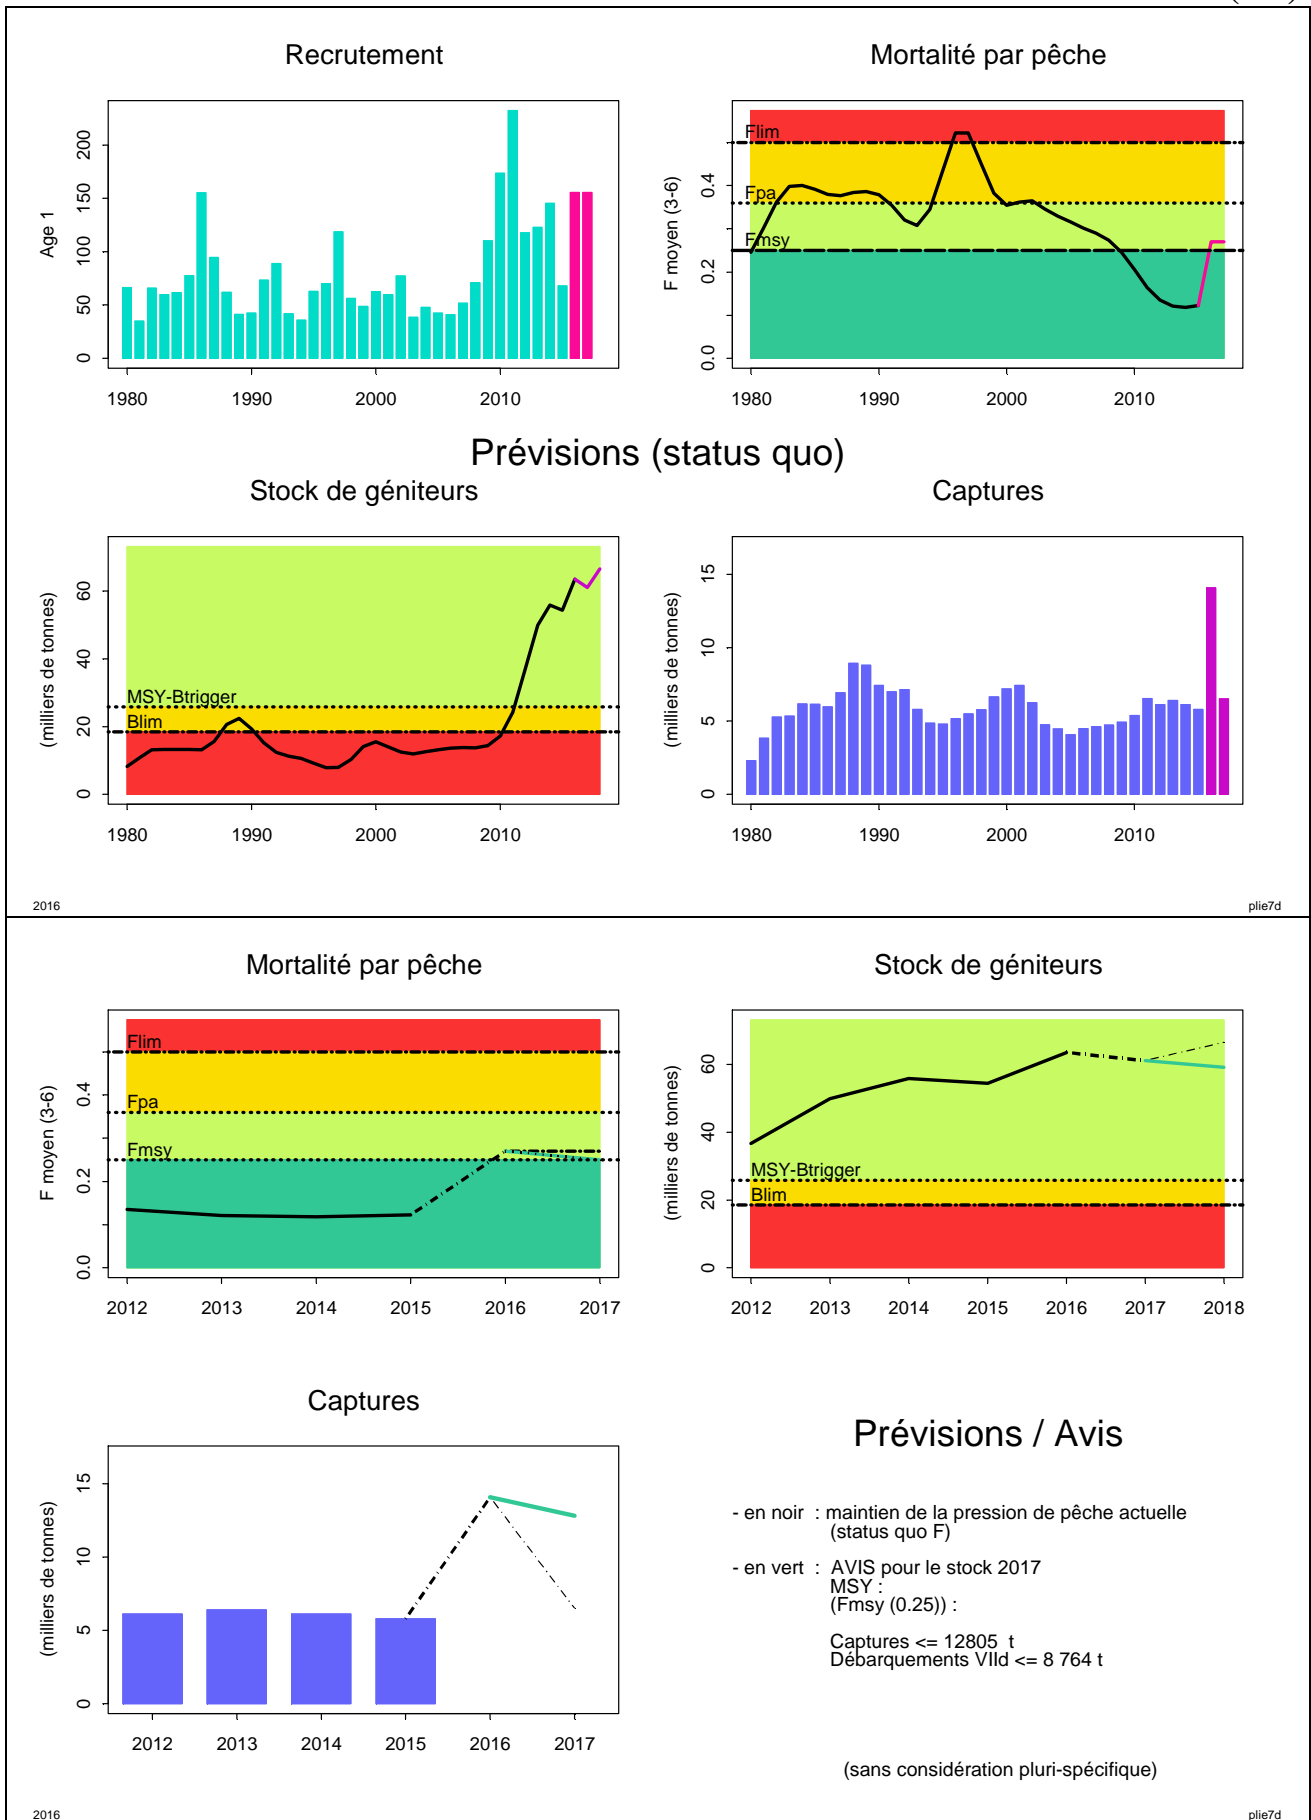 Recrutement
Age 1
0
50
100
150
200
1980
1990
2000
2010
Mortalité par pêche
F moyen (3-6)
0.0
0.2
0.4
Flim
Fpa
Fmsy
1980
1990
2000
2010
Prévisions (status quo)
Stock de géniteurs
(milliers de tonnes)
0
20
40
60
MSY-Btrigger
Blim
1980
1990
2000
2010
Captures
(milliers de tonnes)
0
5
10
15
1980
1990
2000
2010
2016
plie7d
Mortalité par pêche
F moyen (3-6)
0.0
0.2
0.4
Flim
Fpa
Fmsy
2012
2013
2014
2015
2016
2017
Stock de géniteurs
(milliers de tonnes)
0
20
40
60
MSY-Btrigger
Blim
2012
2013
2014
2015
2016
2017
2018
Captures
(milliers de tonnes)
0
5
10
15
2012
2013
2014
2015
2016
2017
Prévisions / Avis
- en noir : maintien de la pression de pêche actuelle
(status quo F)
- en vert : AVIS pour le stock 2017
MSY :
(Fmsy (0.25)) :
Captures <= 12805 t
Débarquements VIId <= 8 764 t
(sans considération pluri-spécifique)
2016
plie7d